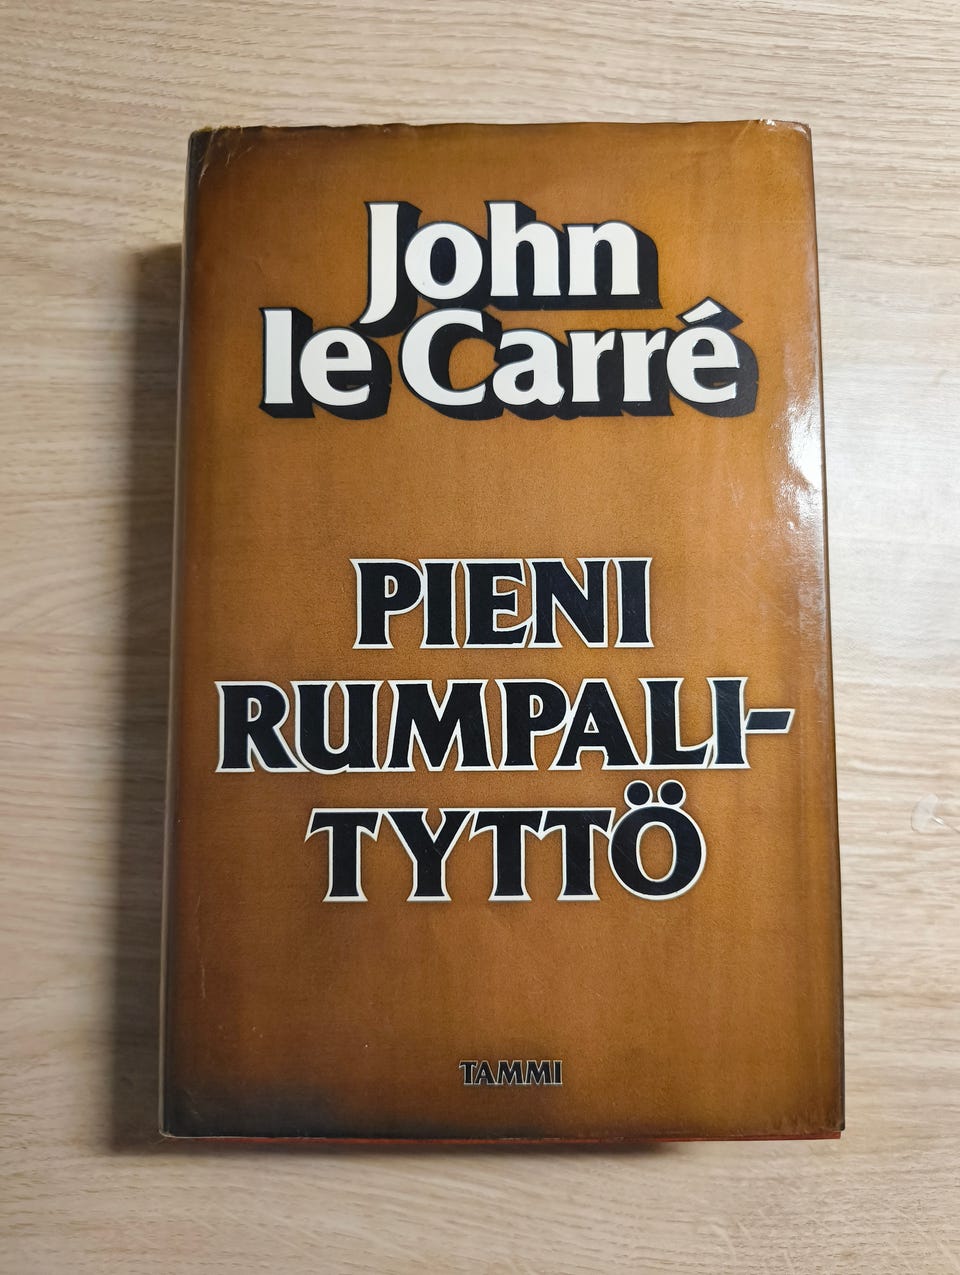 John
le Carré
PIENI
RUMPALI-
TYTTÖ
TAMMI